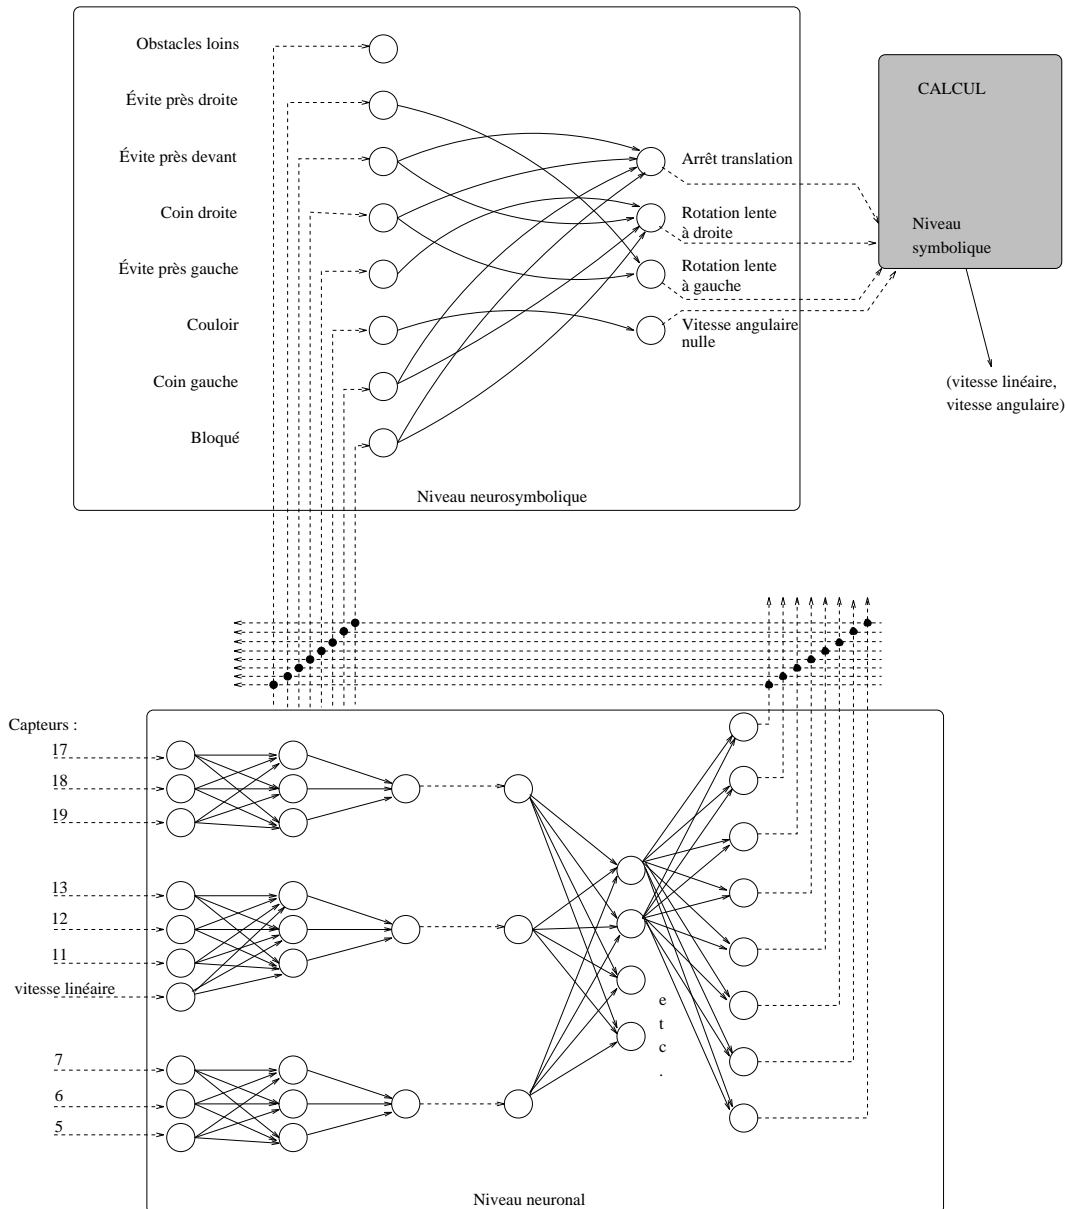 Obstacles loins
Évite près droite
Évite près devant
Coin droite
Évite près gauche
Couloir
Coin gauche
Bloqué
Arrêt translation
Rotation lente
à droite
Rotation lente
à gauche
Vitesse angulaire
nulle
Niveau neurosymbolique
CALCUL
Niveau
symbolique
(vitesse linéaire,
vitesse angulaire)
Capteurs :
17
18
19
13
12
11
vitesse linéaire
7
6
5
e
t
c
.
Niveau neuronal